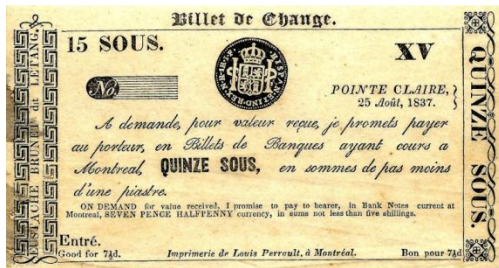 Billet de Change.
15 SOUS.
XV
No.
POINTE CLAIRE,
25 Août, 1837.
A demande, pour valeur reçue, je promets payer
au porteur, en Billets de Banques ayant cours a
Montreal, QUINZE SOUS, en sommes de pas moins
d'une piastre.
ON DEMAND for value received, I promise to pay to bearer, in Bank Notes current at
Montreal, SEVEN PENCE HALFPENNY currency, in sums not less than five shillings.
Entré.
Good for 7½d.
Imprimerie de Louis Perrault, à Montréal.
Bon pour 7½d
EUSTACHE BRUNET du LETANG.
QUINZE SOUS.